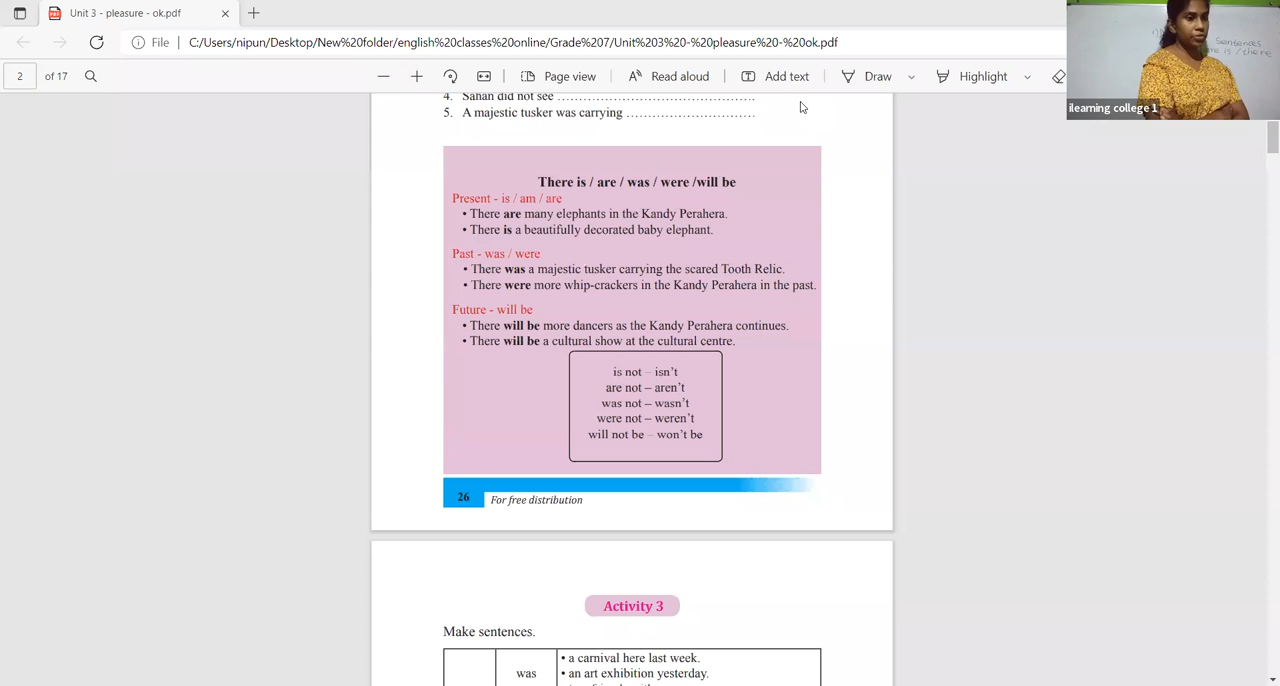 Unit 3 - pleasure - ok.pdf
File C:/Users/nipun/Desktop/New%20folder/english%20classes%20online/Grade%207/Unit%203%20-%20pleasure%20-%20ok.pdf
2 of 17 Page view Read aloud Add text Draw Highlight
Sentences
is / there
ilearning college 1
4. Sahan did not see ................................................
5. A majestic tusker was carrying ................................
There is / are / was / were /will be
Present - is / am / are
• There are many elephants in the Kandy Perahera.
• There is a beautifully decorated baby elephant.
Past - was / were
• There was a majestic tusker carrying the scared Tooth Relic.
• There were more whip-crackers in the Kandy Perahera in the past.
Future - will be
• There will be more dancers as the Kandy Perahera continues.
• There will be a cultural show at the cultural centre.
is not – isn't
are not – aren't
was not – wasn't
were not – weren't
will not be – won't be
26 For free distribution
Activity 3
Make sentences.
• a carnival here last week.
was • an art exhibition yesterday.